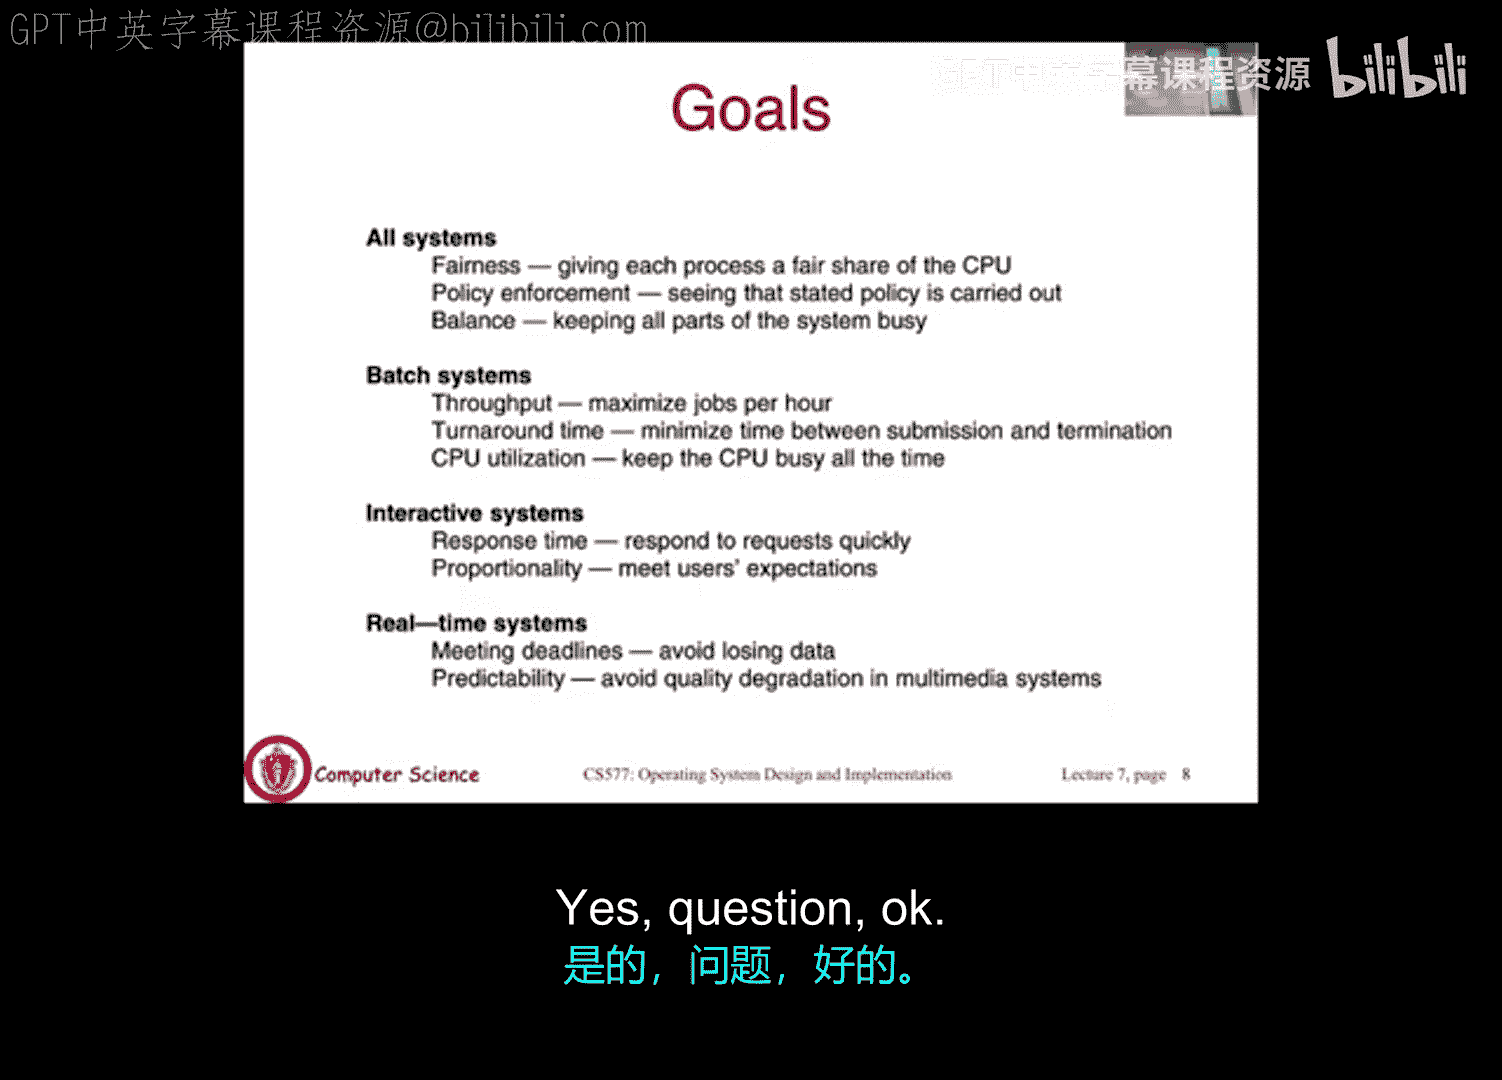 GPT中英字幕课程资源@bilibili.com
幕课程资源 bilibili
Goals
All systems
Fairness — giving each process a fair share of the CPU
Policy enforcement — seeing that stated policy is carried out
Balance — keeping all parts of the system busy
Batch systems
Throughput — maximize jobs per hour
Turnaround time — minimize time between submission and termination
CPU utilization — keep the CPU busy all the time
Interactive systems
Response time — respond to requests quickly
Proportionality — meet users' expectations
Real—time systems
Meeting deadlines — avoid losing data
Predictability — avoid quality degradation in multimedia systems
Computer Science
CS577: Operating System Design and Implementation
Lecture 7, page 8
Yes, question, ok.
是的，问题，好的。